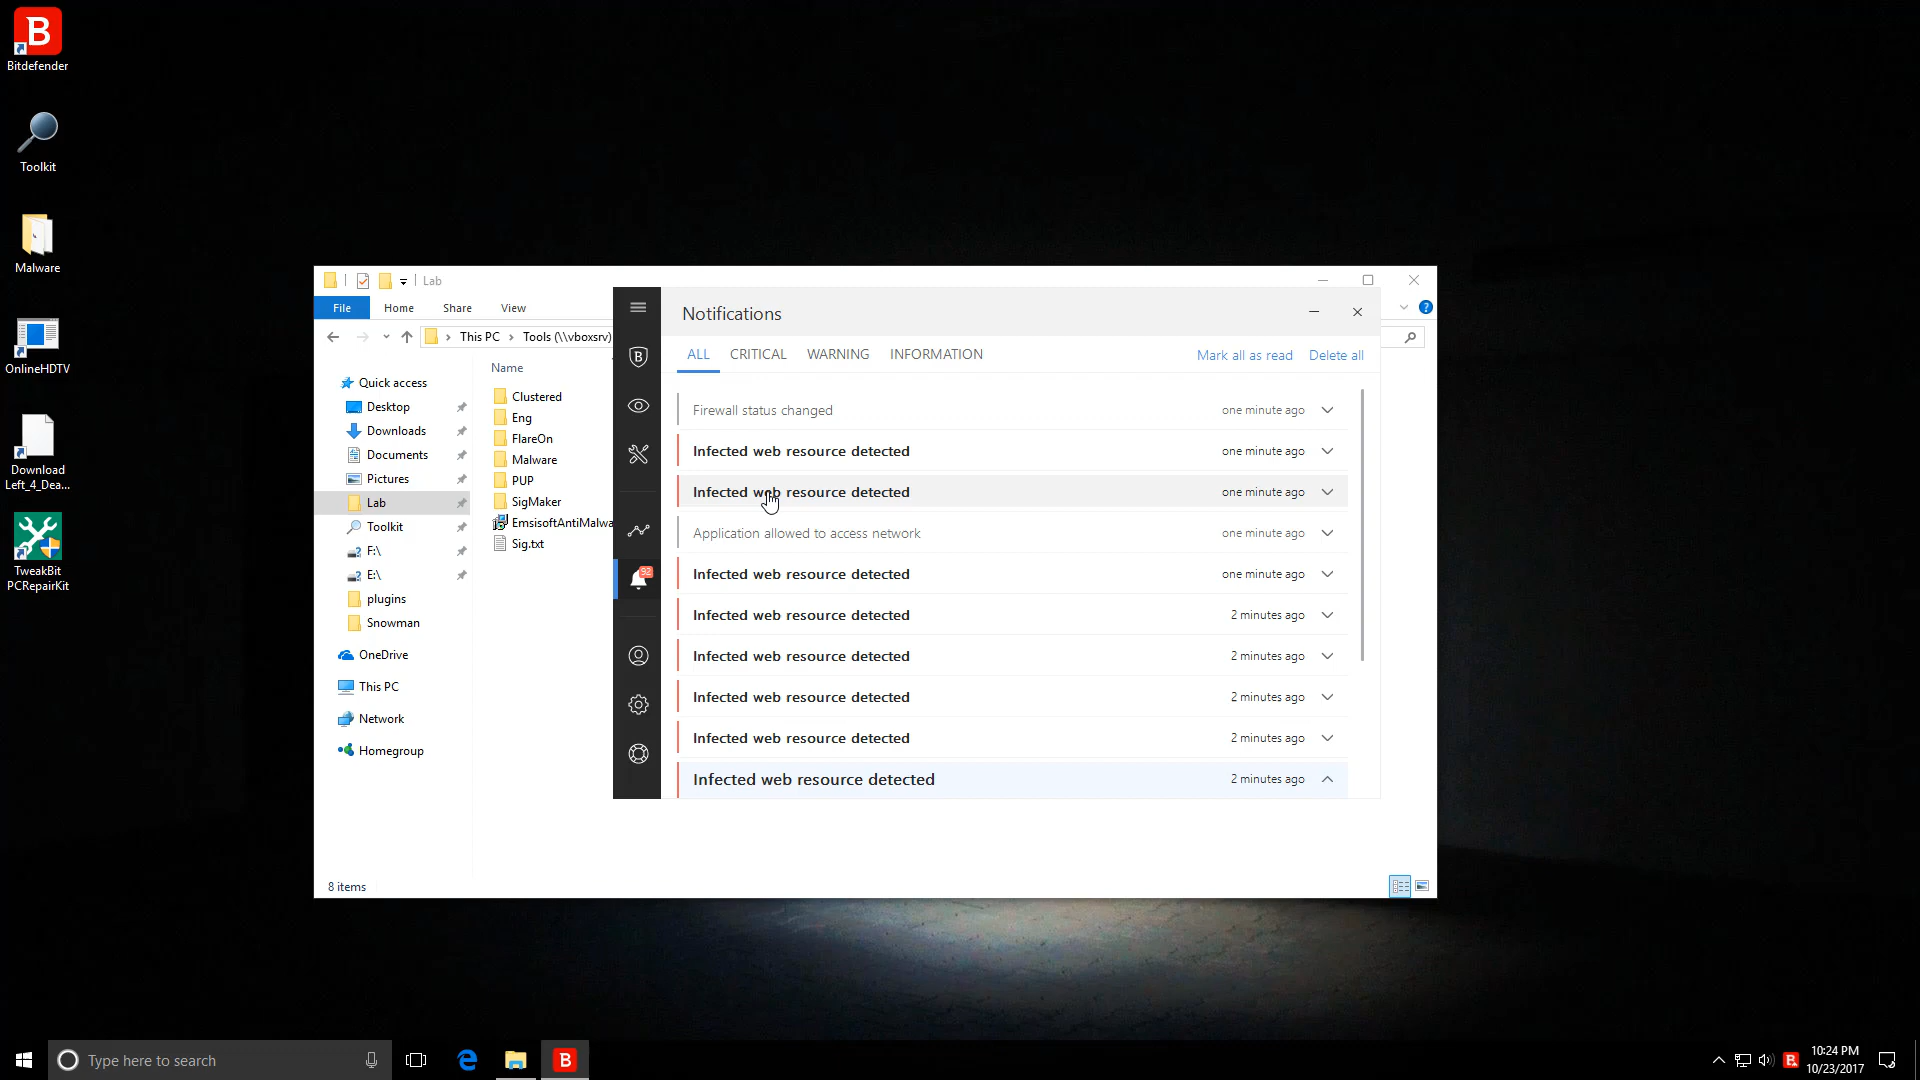 Bitdefender
Toolkit
Malware
OnlineHDTV
Download
Left_4_Dea...
TweakBit
PCRepairKit
Lab
File
Home
Share
View
This PC
Tools (\\vboxsrv)
Quick access
Desktop
Downloads
Documents
Pictures
Lab
Toolkit
F:\
E:\
plugins
Snowman
OneDrive
This PC
Network
Homegroup
8 items
Name
Clustered
Eng
FlareOn
Malware
PUP
SigMaker
EmsisoftAntiMalwa
Sig.txt
92
Notifications
ALL
CRITICAL
WARNING
INFORMATION
Mark all as read
Delete all
Firewall status changed one minute ago
Infected web resource detected one minute ago
Infected web resource detected one minute ago
Application allowed to access network one minute ago
Infected web resource detected one minute ago
Infected web resource detected 2 minutes ago
Infected web resource detected 2 minutes ago
Infected web resource detected 2 minutes ago
Infected web resource detected 2 minutes ago
Infected web resource detected 2 minutes ago
Type here to search
10:24 PM
10/23/2017